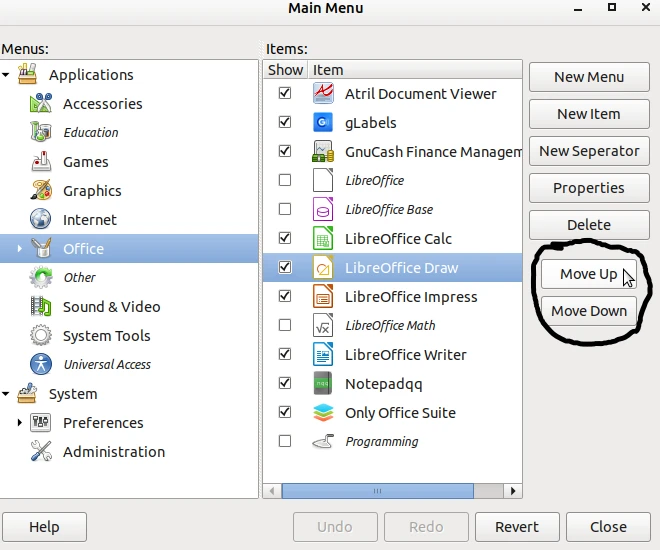 Main Menu
Menus:
Applications
Accessories
Education
Games
Graphics
Internet
Office
Other
Sound & Video
System Tools
Universal Access
System
Preferences
Administration
Items:
Show Item
Atril Document Viewer
gLabels
GnuCash Finance Managem
LibreOffice
LibreOffice Base
LibreOffice Calc
LibreOffice Draw
LibreOffice Impress
LibreOffice Math
LibreOffice Writer
Notepadqq
Only Office Suite
Programming
New Menu
New Item
New Seperator
Properties
Delete
Move Up
Move Down
Help
Undo
Redo
Revert
Close